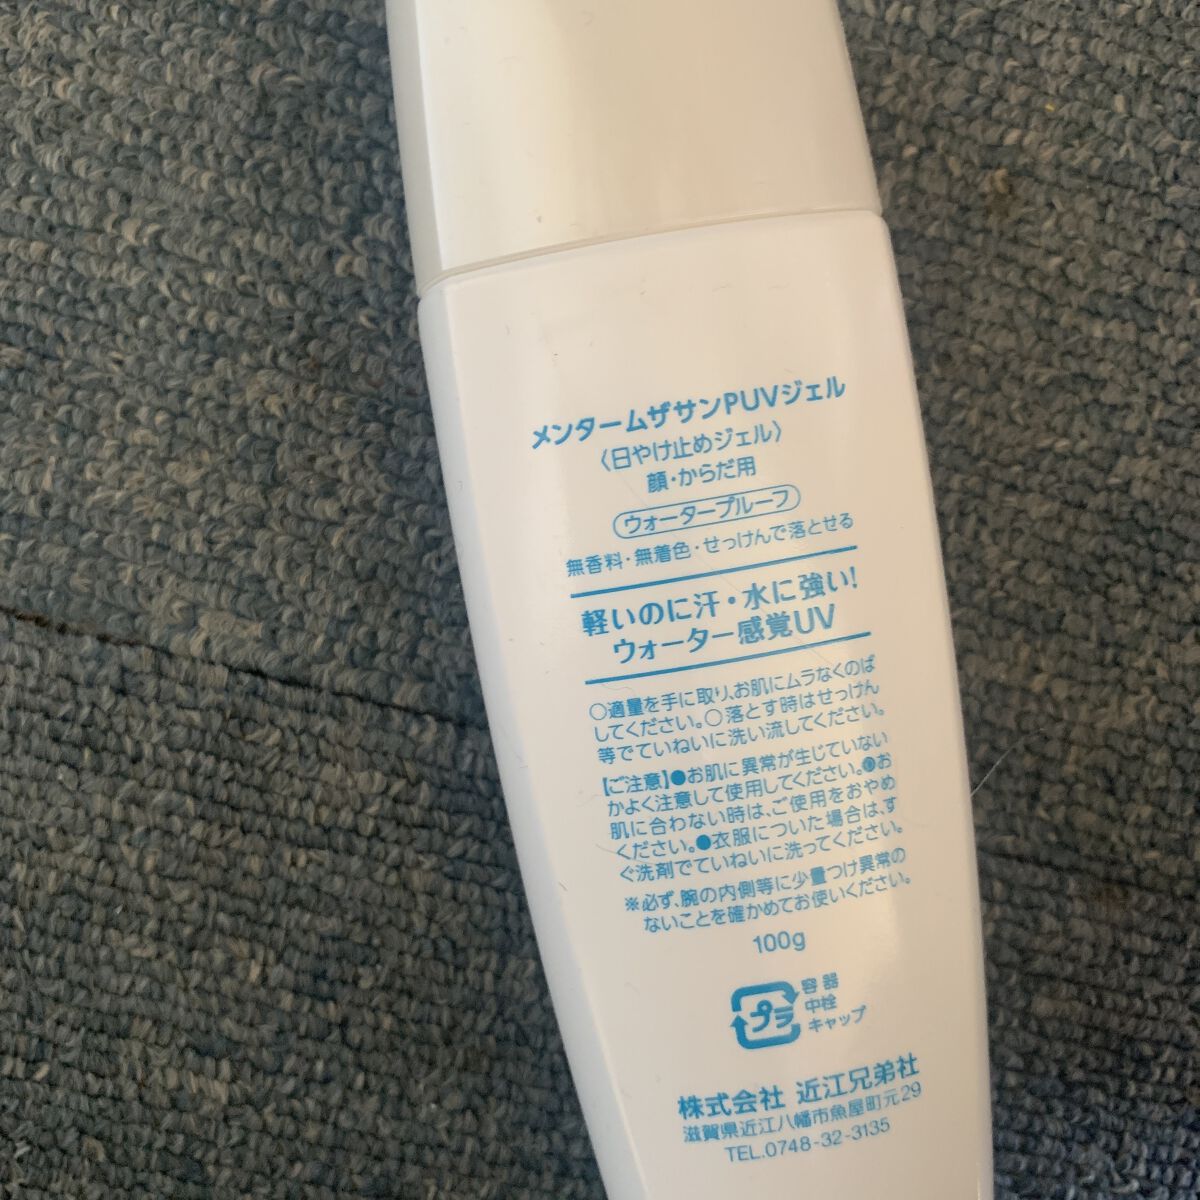 メンタームザサンPUVジェル
〈日やけ止めジェル〉
顔・からだ用
ウォータープルーフ
無香料・無着色・せっけんで落とせる
軽いのに汗・水に強い!
ウォーター感覚UV
○適量を手に取り、お肌にムラなくのば
してください。○落とす時はせっけん
等でていねいに洗い流してください。
【ご注意】●お肌に異常が生じていない
かよく注意して使用してください。●お
肌に合わない時は、ご使用をおやめ
ください。●衣服についた場合は、す
ぐ洗剤でていねいに洗ってください。
※必ず、腕の内側等に少量つけ異常の
ないことを確かめてお使いください。
100g
プラ
容器
中栓
キャップ
株式会社 近江兄弟社
滋賀県近江八幡市魚屋町元29
TEL.0748-32-3135